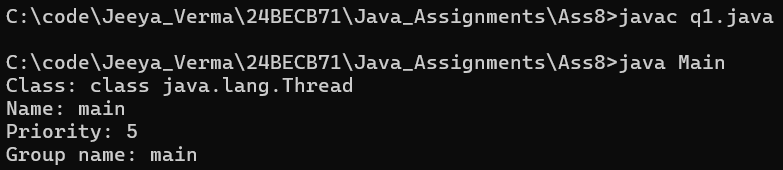 C:\code\Jeeya_Verma\24BECB71\Java_Assignments\Ass8>javac q1.java
C:\code\Jeeya_Verma\24BECB71\Java_Assignments\Ass8>java Main
Class: class java.lang.Thread
Name: main
Priority: 5
Group name: main